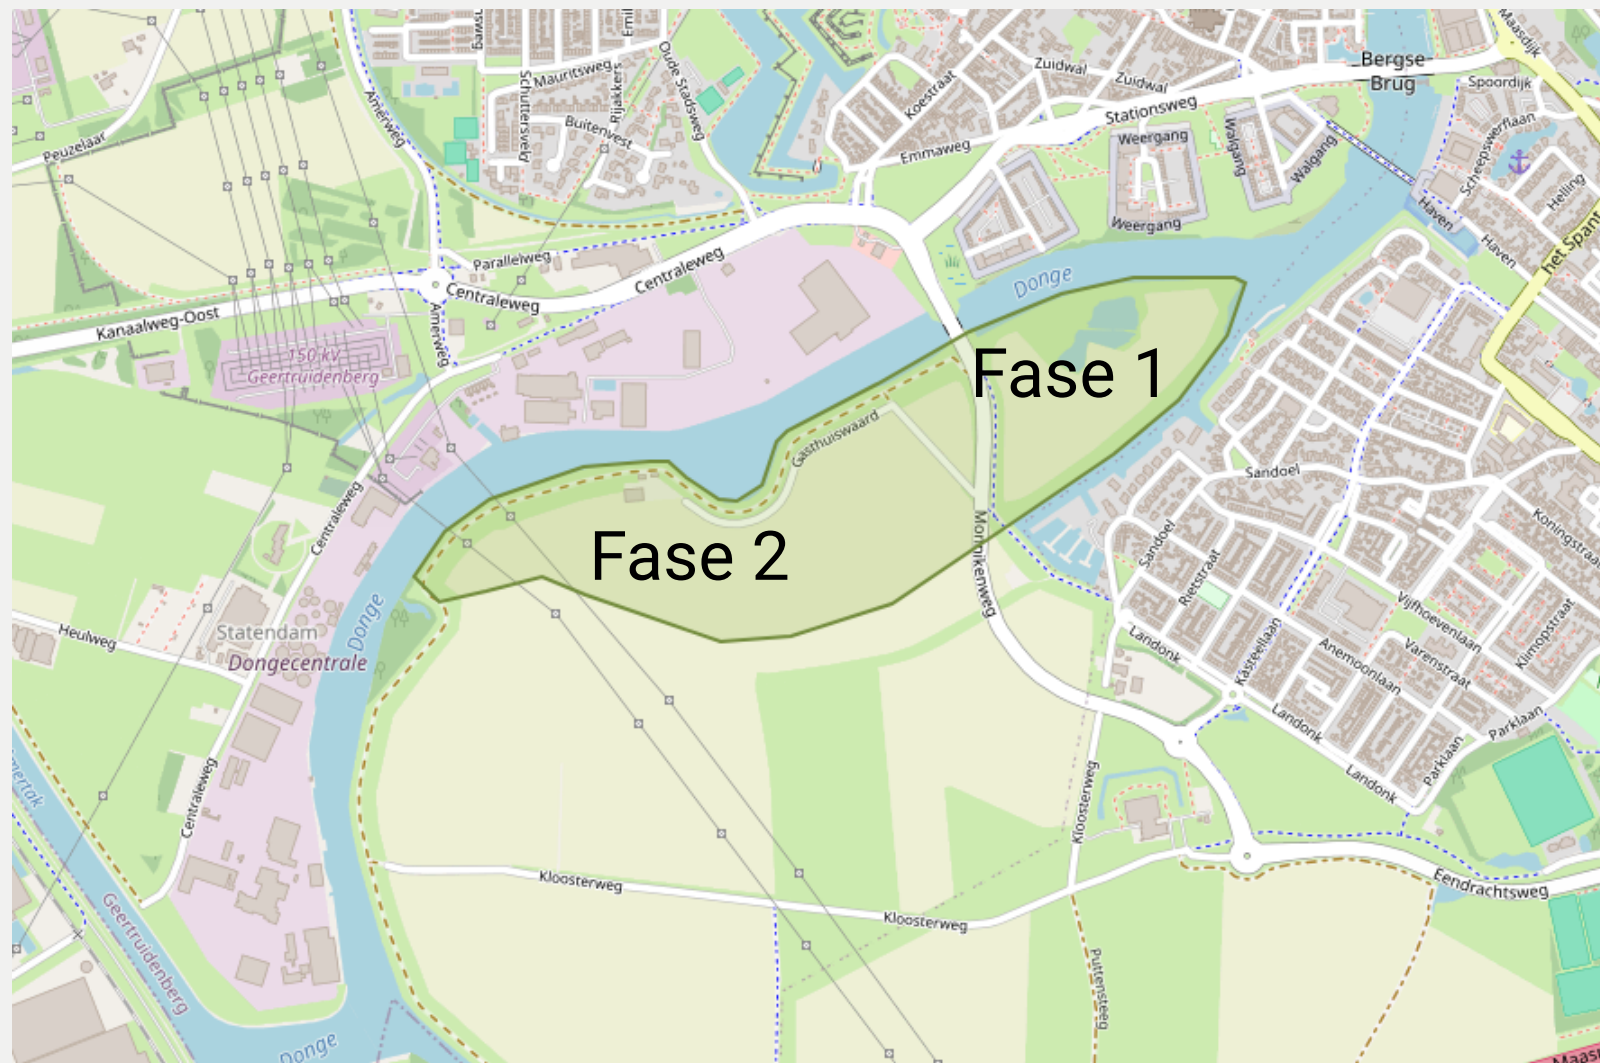 Maasdijk
Bergse
Brug
Spoordijk
Zuidwal
Zuidwal
Mauritsweg
Oude Stadsweg
Schuttersveld
Rijakkers
Buitenvest
Koestraat
Stationsweg
Amerweg
Peuzelaar
Emmaweg
Weergang
Walgang
Walgang
Scheepswerflaan
Helling
Haven
Haven
Weergang
het Spant
Parallelweg
Centraleweg
Centraleweg
Donge
Kanaalweg-Oost
Amerweg
150 kV
Geertruidenberg
Fase 1
Gasthuiswaard
Sandoel
Centraleweg
Monnikenweg
Sandoel
Koningstraat
Fase 2
Rietstraat
Vijfhoevenlaan
Klimopstraat
Donge
Heulweg
Statendam
Dongecentrale
Landonk
Kasteellaan
Anemoonlaan
Varenstraat
Landonk
Parklaan
Parklaan
Landonk
Centraleweg
Kloosterweg
Kloosterweg
Kloosterweg
Eendrachtsweg
Geertruidenberg
Puttensteeg
Donge